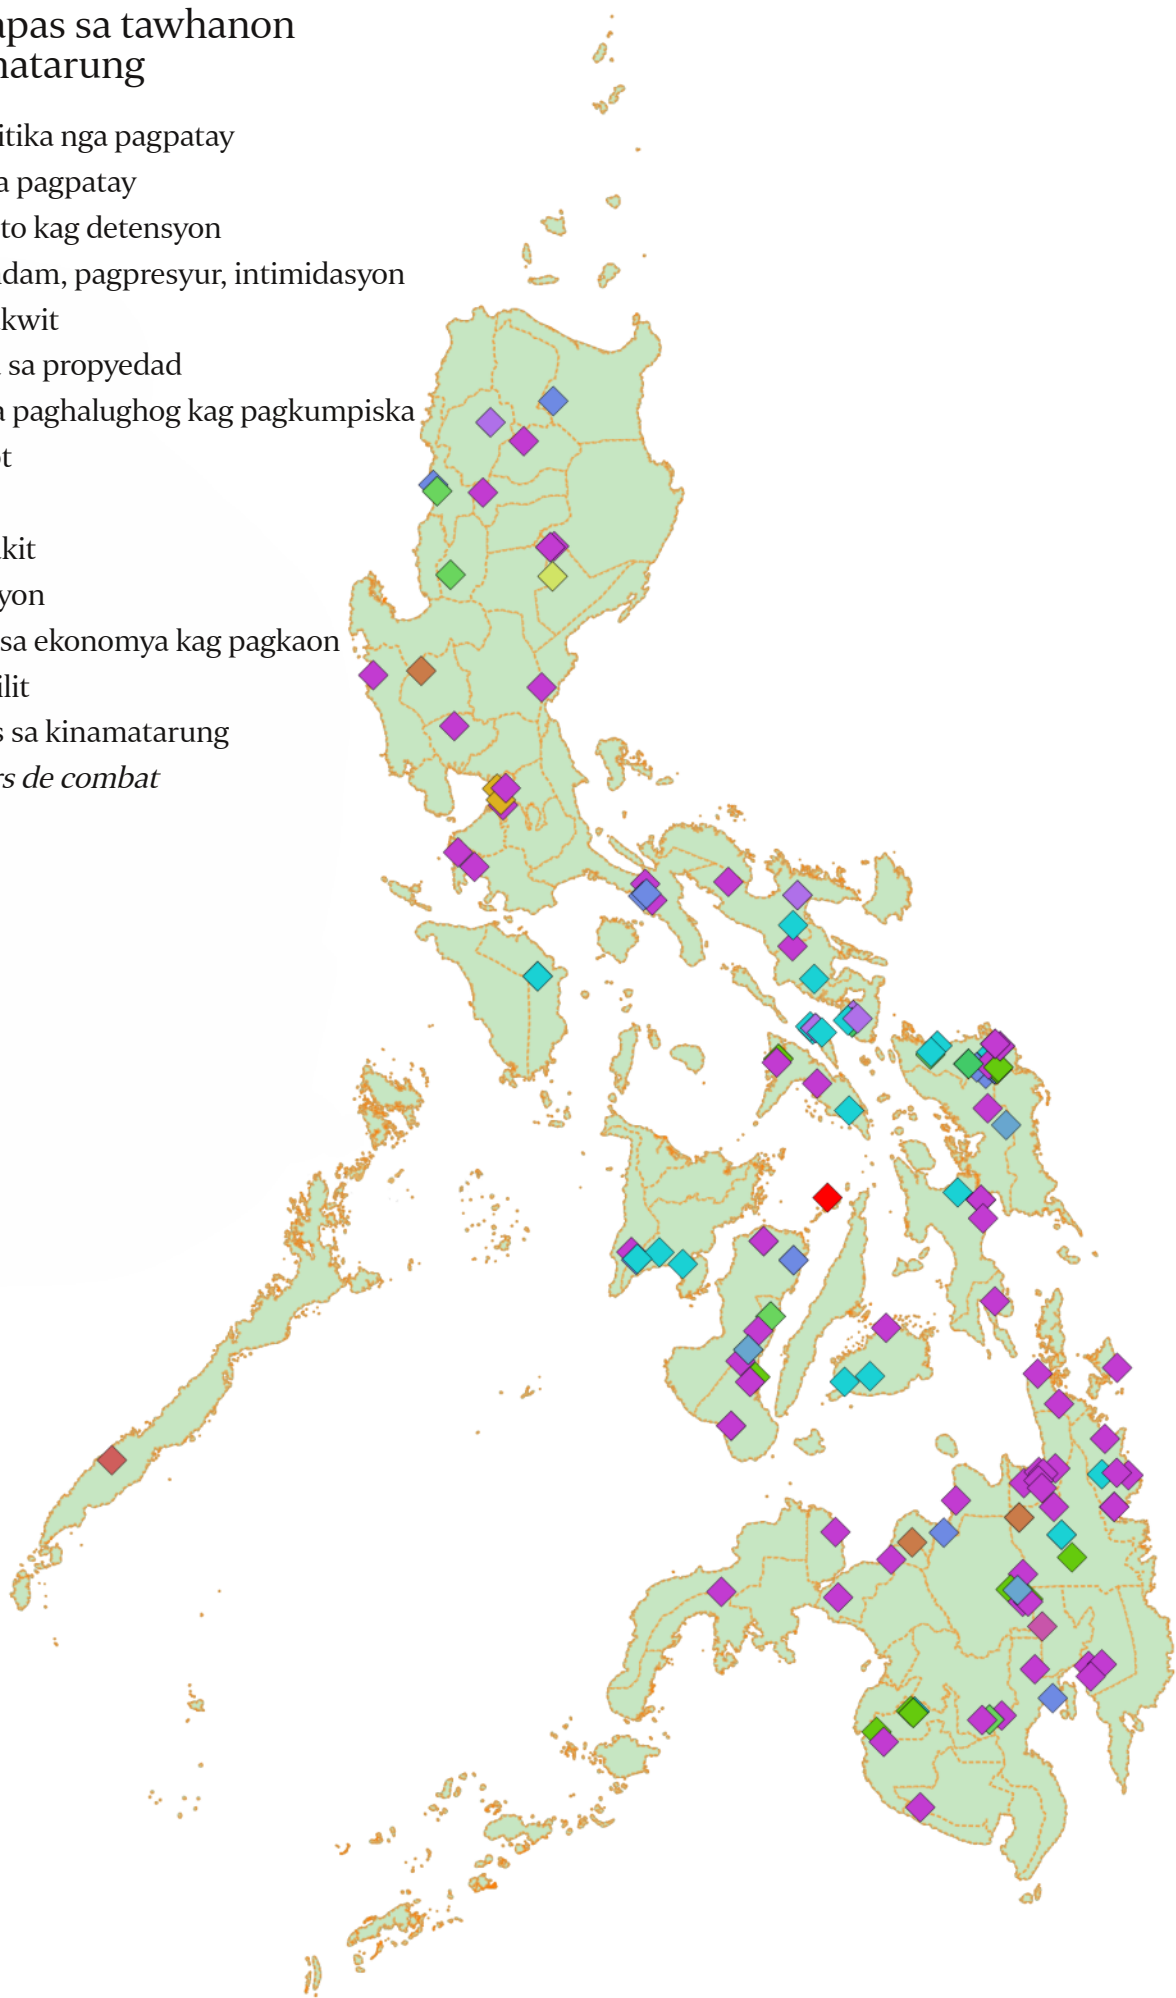 apas sa tawhanon
natarung
itika nga pagpatay
a pagpatay
to kag detensyon
dam, pagpresyur, intimidasyon
kwit
sa propyedad
a paghalughog kag pagkumpiska
ot
kit
yon
sa ekonomya kag pagkaon
ilit
s sa kinamatarung
rs de combat